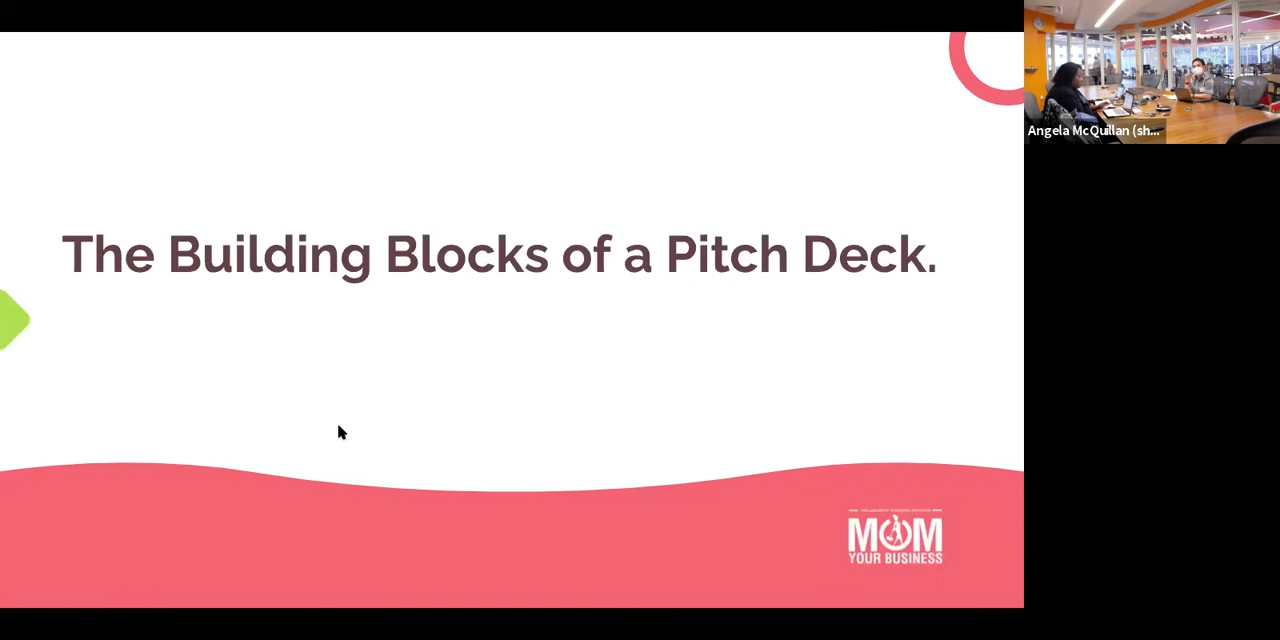 Angela McQuillan (sh...
The Building Blocks of a Pitch Deck.
MOM
YOUR BUSINESS